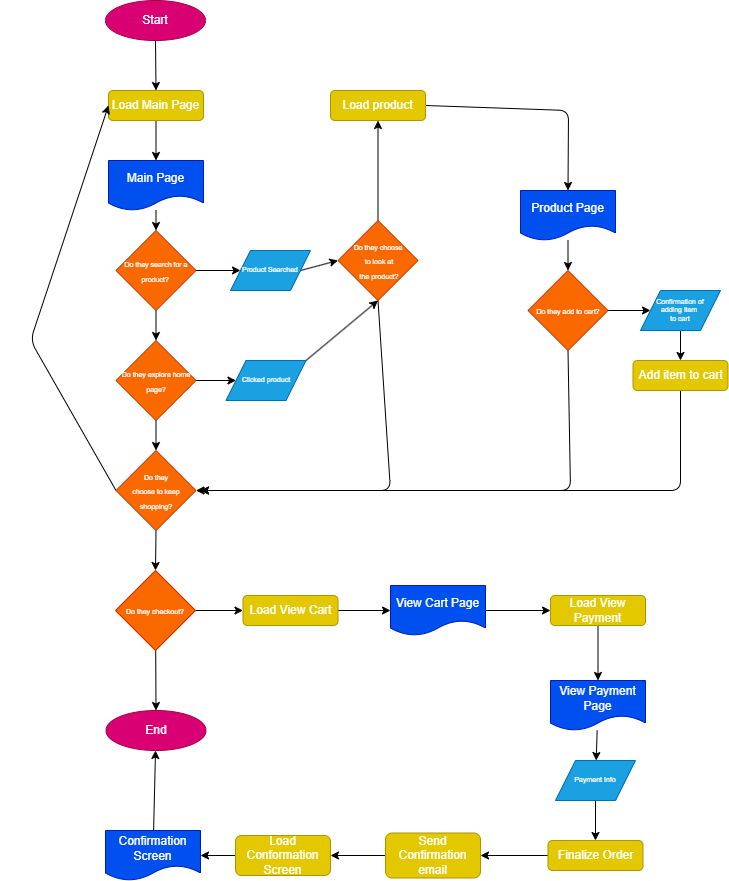 Start
Load Main Page
Load product
Main Page
Product Page
Do they search for a
product?
Product Searched
Do they choose
to look at
the product?
Do they add to cart?
Confirmation of
adding item
to cart
Do they explore home
page?
Clicked product
Add item to cart
Do they
choose to keep
shopping?
Do they checkout?
Load View Cart
View Cart Page
Load View
Payment
View Payment
Page
End
Payment Info
Confirmation
Screen
Load
Conformation
Screen
Send
Confirmation
email
Finalize Order